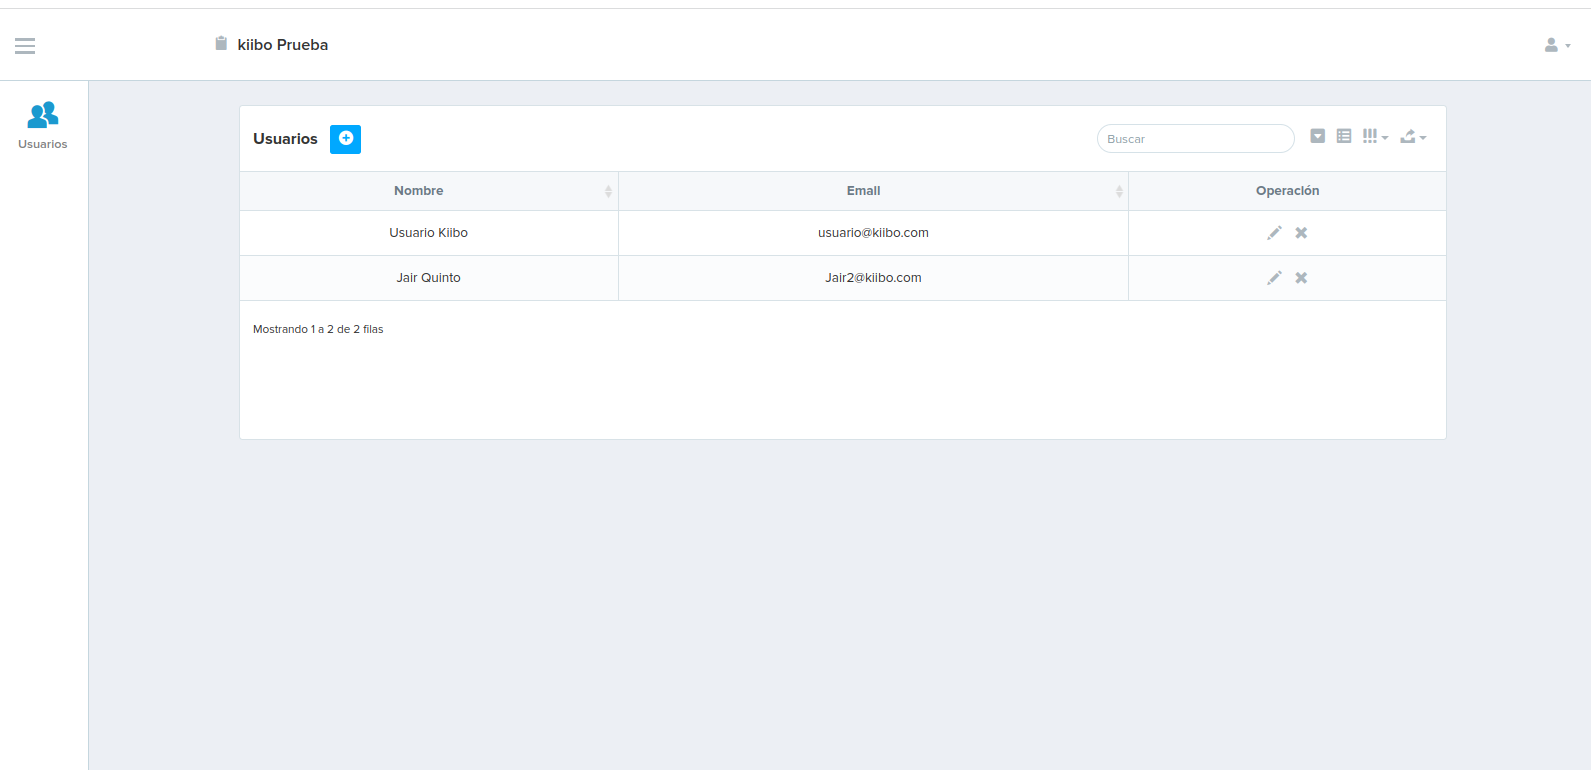 kiibo Prueba
Usuarios
Usuarios
Buscar
Nombre Emall Operación
Usuario Kiibo usuario@kiibo.com
Jair Quinto Jair2@kiibo.com
Mostrando 1 a 2 de 2 filas